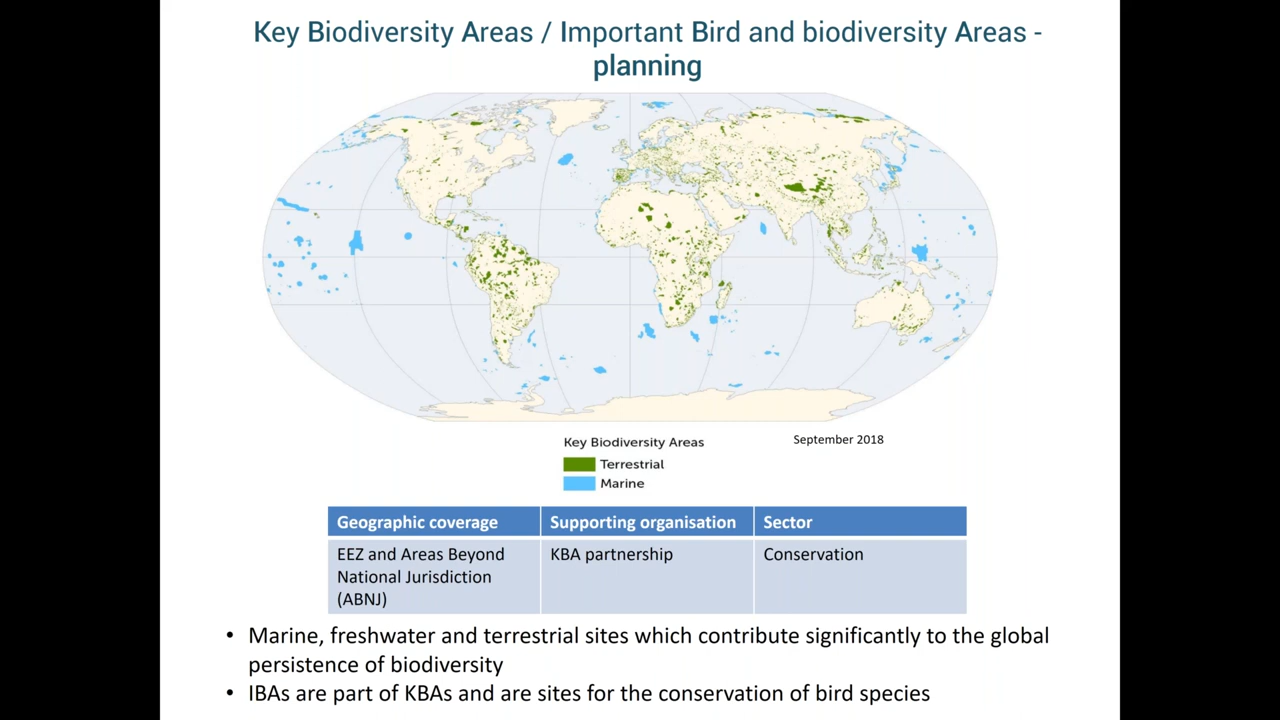 Key Biodiversity Areas / Important Bird and biodiversity Areas -
planning
Key Biodiversity Areas
September 2018
Terrestrial
Marine
Geographic coverage
Supporting organisation
Sector
EEZ and Areas Beyond
National Jurisdiction
(ABNJ)
KBA partnership
Conservation
• Marine, freshwater and terrestrial sites which contribute significantly to the global
persistence of biodiversity
• IBAs are part of KBAs and are sites for the conservation of bird species